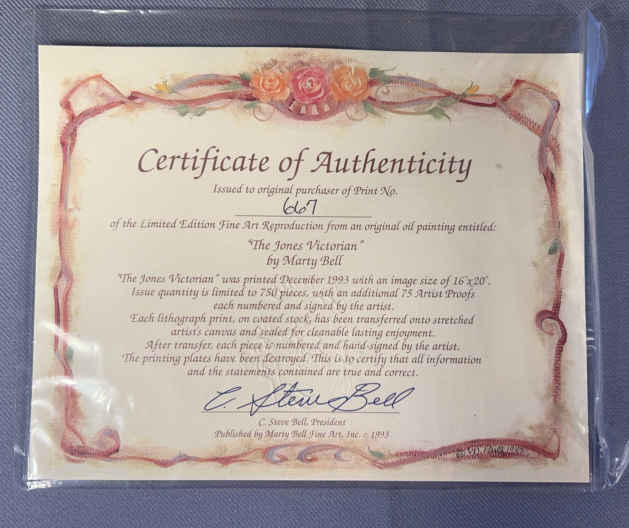 Certificate of Authenticity
Issued to original purchaser of Print No.
667
of the Limited Edition Fine Art Reproduction from an original oil painting entitled:
"The Jones Victorian"
by Marty Bell
"The Jones Victorian" was printed December 1993 with an image size of 16"x20".
Issue quantity is limited to 750 pieces, with an additional 75 Artist Proofs
each numbered and signed by the artist.
Each lithograph print, on coated stock, has been transferred onto stretched
artist's canvas and sealed for cleanable lasting enjoyment.
After transfer, each piece is numbered and hand-signed by the artist.
The printing plates have been destroyed. This is to certify that all information
and the statements contained are true and correct.
C. Steve Bell
C. Steve Bell, President
Published by Marty Bell Fine Art, Inc. © 1993